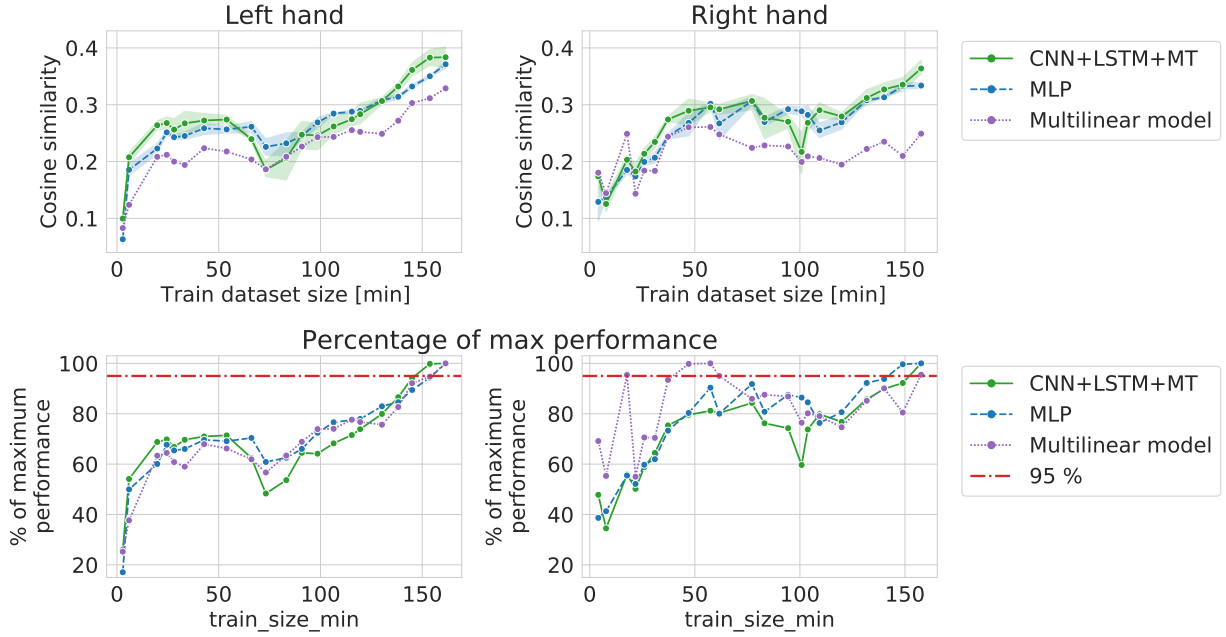 Left hand
Right hand
Cosine similarity
0.4
0.3
0.2
0.1
0 50 100 150
Train dataset size [min]
Cosine similarity
0.4
0.3
0.2
0.1
0 50 100 150
Train dataset size [min]
CNN+LSTM+MT
MLP
Multilinear model
Percentage of max performance
% of maximum
performance
100
80
60
40
20
0 50 100 150
train_size_min
% of maximum
performance
100
80
60
40
20
0 50 100 150
train_size_min
CNN+LSTM+MT
MLP
Multilinear model
95 %